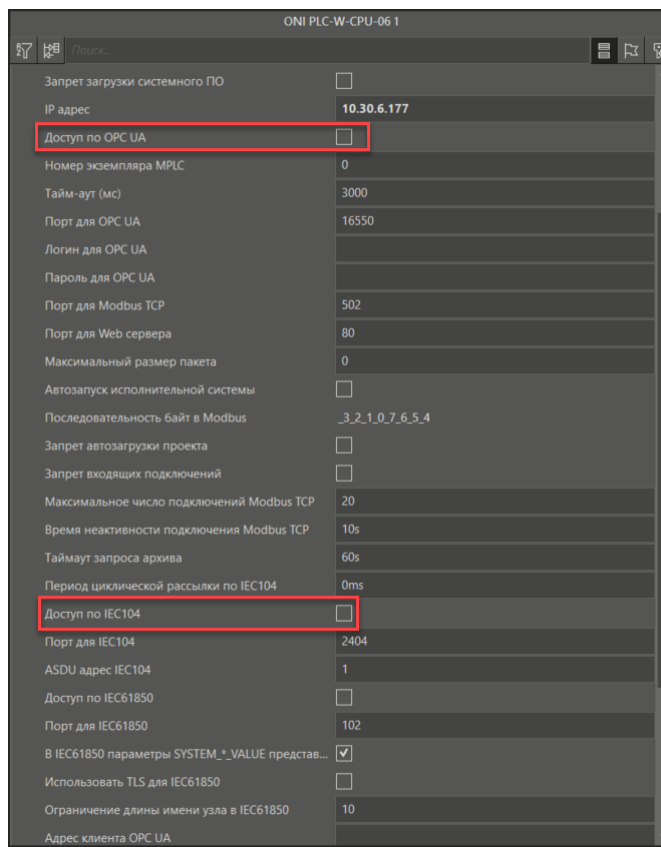 ONI PLC-W-CPU-06 1
Поиск...
Запрет загрузки системного ПО
IP адрес 10.30.6.177
Доступ по OPC UA
Номер экземпляра MPLC 0
Тайм-аут (мс) 3000
Порт для OPC UA 16550
Логин для OPC UA
Пароль для OPC UA
Порт для Modbus TCP 502
Порт для Web сервера 80
Максимальный размер пакета 0
Автозапуск исполнительной системы
Последовательность байт в Modbus _3_2_1_0_7_6_5_4
Запрет автозагрузки проекта
Запрет входящих подключений
Максимальное число подключений Modbus TCP 20
Время неактивности подключения Modbus TCP 10s
Таймаут запроса архива 60s
Период циклической рассылки по IEC104 0ms
Доступ по IEC104
Порт для IEC104 2404
ASDU адрес IEC104 1
Доступ по IEC61850
Порт для IEC61850 102
В IEC61850 параметры SYSTEM_*_VALUE представ...
Использовать TLS для IEC61850
Ограничение длины имени узла в IEC61850 10
Адрес клиента OPC UA